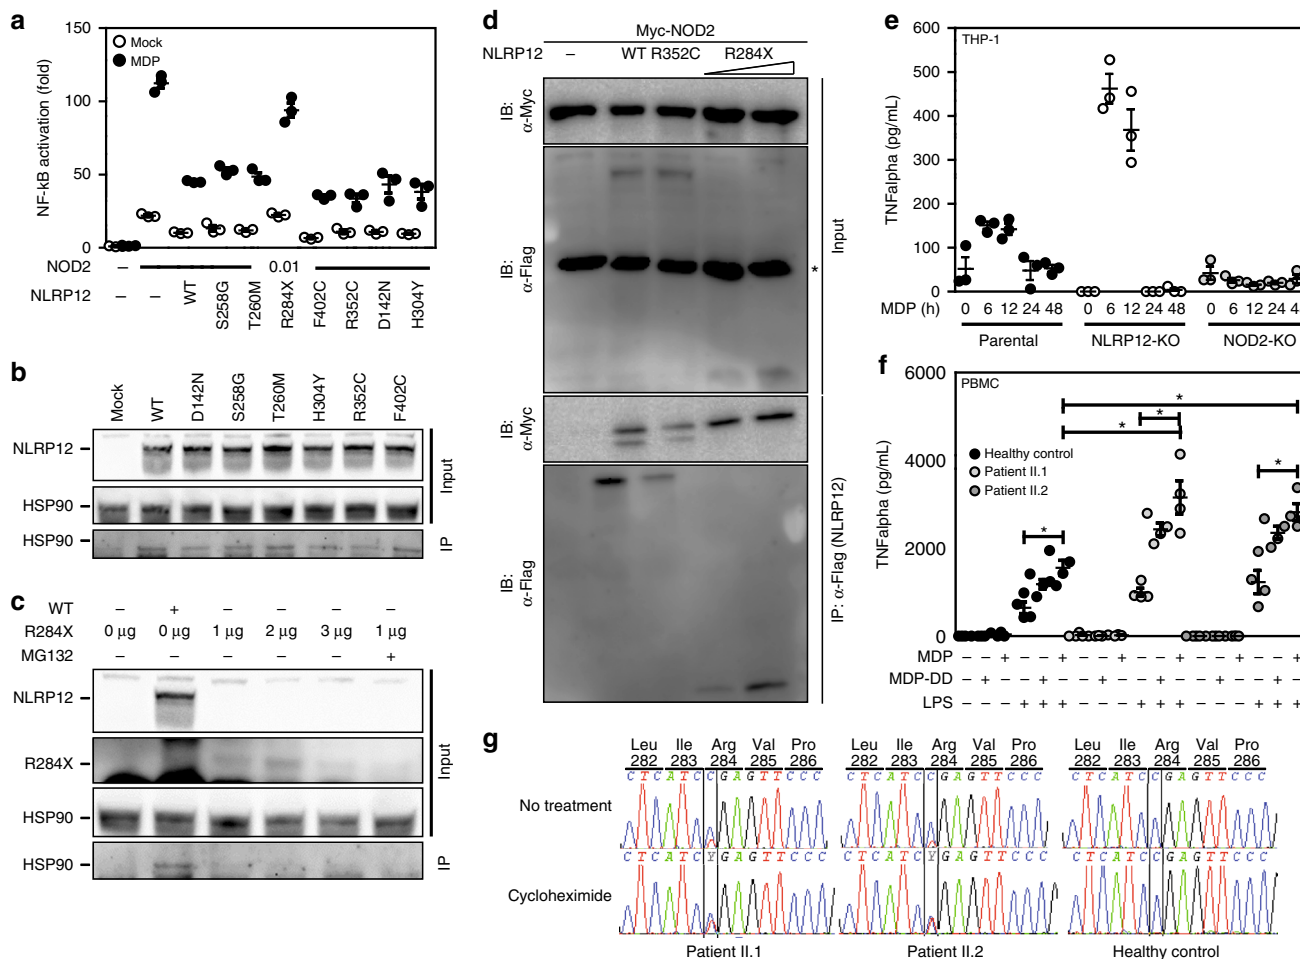 a
150
100
50
0
NF-kB activation (fold)
Mock
MDP
NOD2 – 0.01
NLRP12 – – WT S258G T260M R284X F402C R352C D142N H304Y
b
Mock WT D142N S258G T260M H304Y R352C F402C
NLRP12
HSP90
HSP90
Input
IP
c
WT – + – – – –
R284X 0 µg 0 µg 1 µg 2 µg 3 µg 1 µg
MG132 – – – – – +
NLRP12
R284X
HSP90
HSP90
Input
IP
d
Myc-NOD2
NLRP12 – WT R352C R284X
IB: α-Myc
IB: α-Flag
*
Input
IB: α-Myc
IB: α-Flag
IP: α-Flag (NLRP12)
e
THP-1
600
500
400
300
200
100
0
TNFalpha (pg/mL)
MDP (h) 0 6 12 24 48 0 6 12 24 48 0 6 12 24 4
Parental NLRP12-KO NOD2-KO
f
PBMC
6000
4000
2000
0
TNFalpha (pg/mL)
Healthy control
Patient II.1
Patient II.2
* * * * *
MDP – – + – – + – – + – – + – – + – – +
MDP-DD – + – – + – – + – – + – – + – – + –
LPS – – – + + + – – – + + + – – – + + +
g
Leu Ile Arg Val Pro Leu Ile Arg Val Pro Leu Ile Arg Val Pro
282 283 284 285 286 282 283 284 285 286 282 283 284 285 286
C T C A T C C G A G T T C C C C T C A T C C G A G T T C C C C T C A T C C G A G T T C C C
No treatment
C T C A T C Y G A G T T C C C C T C A T C Y G A G T T C C C C T C A T C C G A G T T C C C
Cycloheximide
Patient II.1 Patient II.2 Healthy control